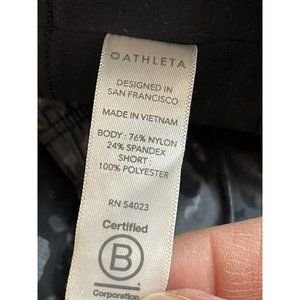 ATHLETA
DESIGNED IN
SAN FRANCISCO
MADE IN VIETNAM
BODY : 76% NYLON
24% SPANDEX
SHORT :
100% POLYESTER
RN 54023
Certified
B
Corporation